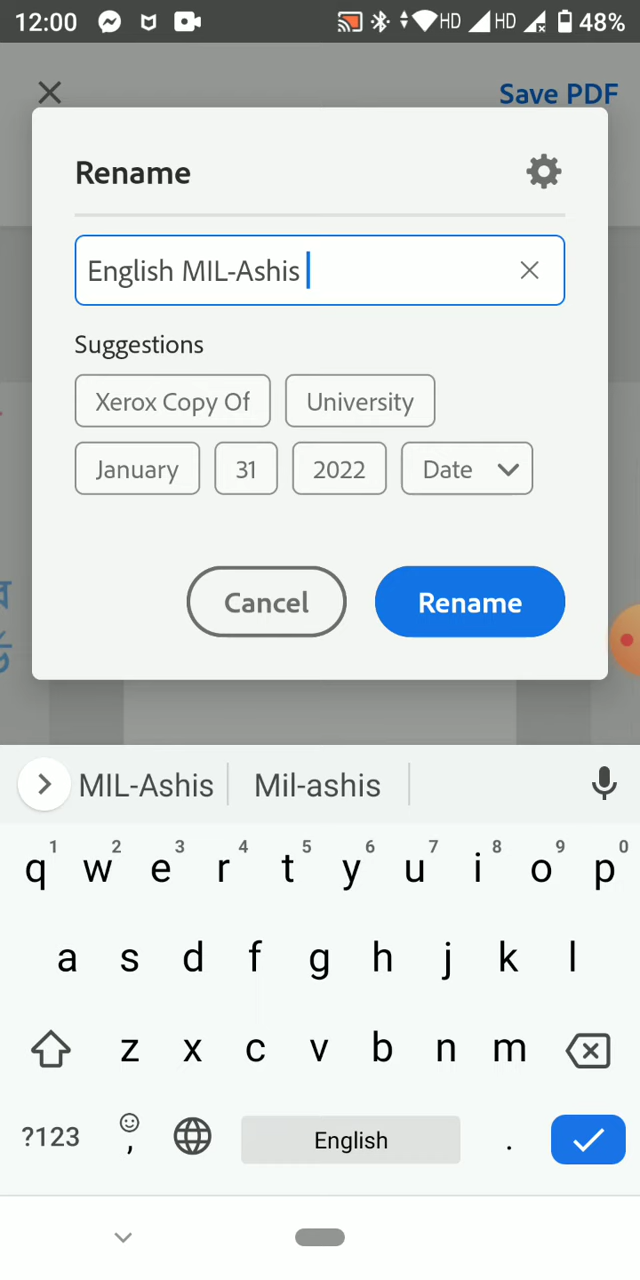 12:00 HD HD 48%
Save PDF
Rename
English MIL-Ashis
Suggestions
Xerox Copy Of University
January 31 2022 Date
Cancel Rename
MIL-Ashis Mil-ashis
1 2 3 4 5 6 7 8 9 0
q w e r t y u i o p
a s d f g h j k l
z x c v b n m
?123 , English .